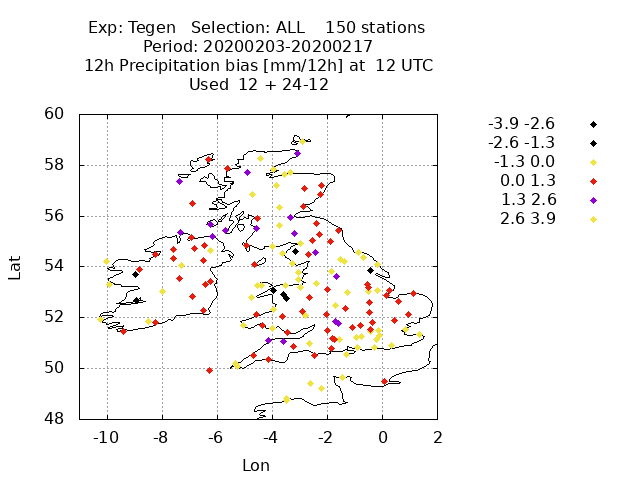 Exp: Tegen Selection: ALL 150 stations
Period: 20200203-20200217
12h Precipitation bias [mm/12h] at 12 UTC
Used 12 + 24-12
60
58
56
54
52
50
48
-10 -8 -6 -4 -2 0 2
Lat
Lon
-3.9 -2.6
-2.6 -1.3
-1.3 0.0
0.0 1.3
1.3 2.6
2.6 3.9